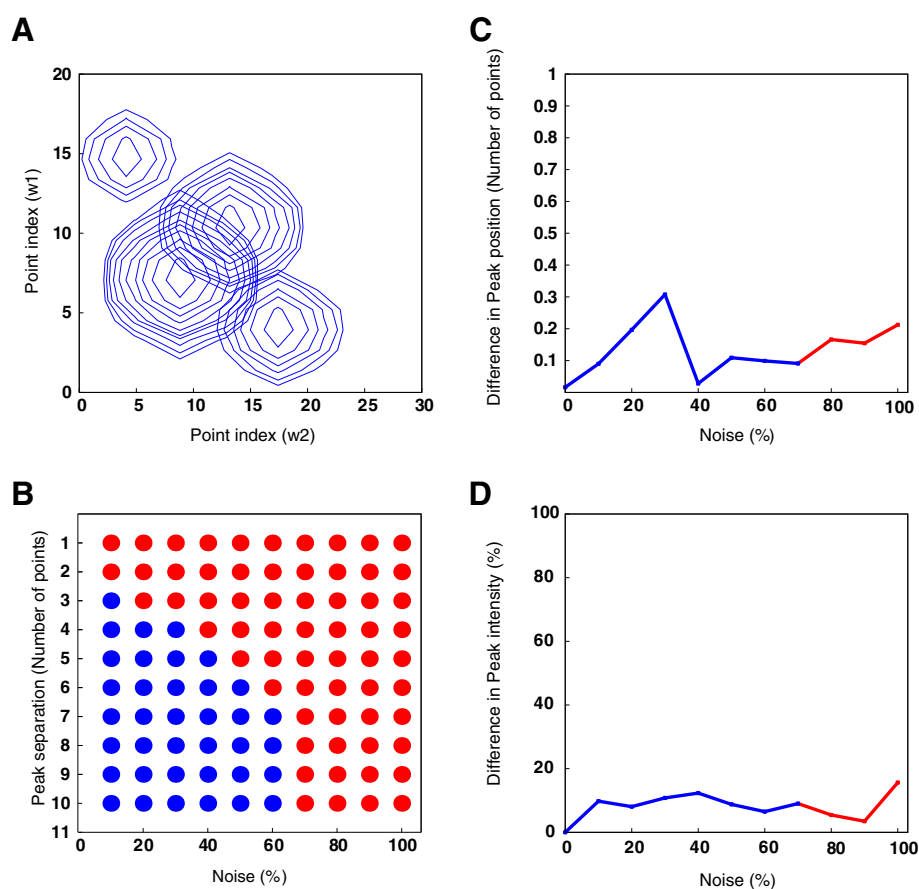 A
20
15
10
5
0
0 5 10 15 20 25 30
Point index (w1)
Point index (w2)
B
1
2
3
4
5
6
7
8
9
10
11
0 20 40 60 80 100
Peak separation (Number of points)
Noise (%)
C
1
0.9
0.8
0.7
0.6
0.5
0.4
0.3
0.2
0.1
0 20 40 60 80 100
Difference in Peak position (Number of points)
Noise (%)
D
100
80
60
40
20
0
0 20 40 60 80 100
Difference in Peak intensity (%)
Noise (%)